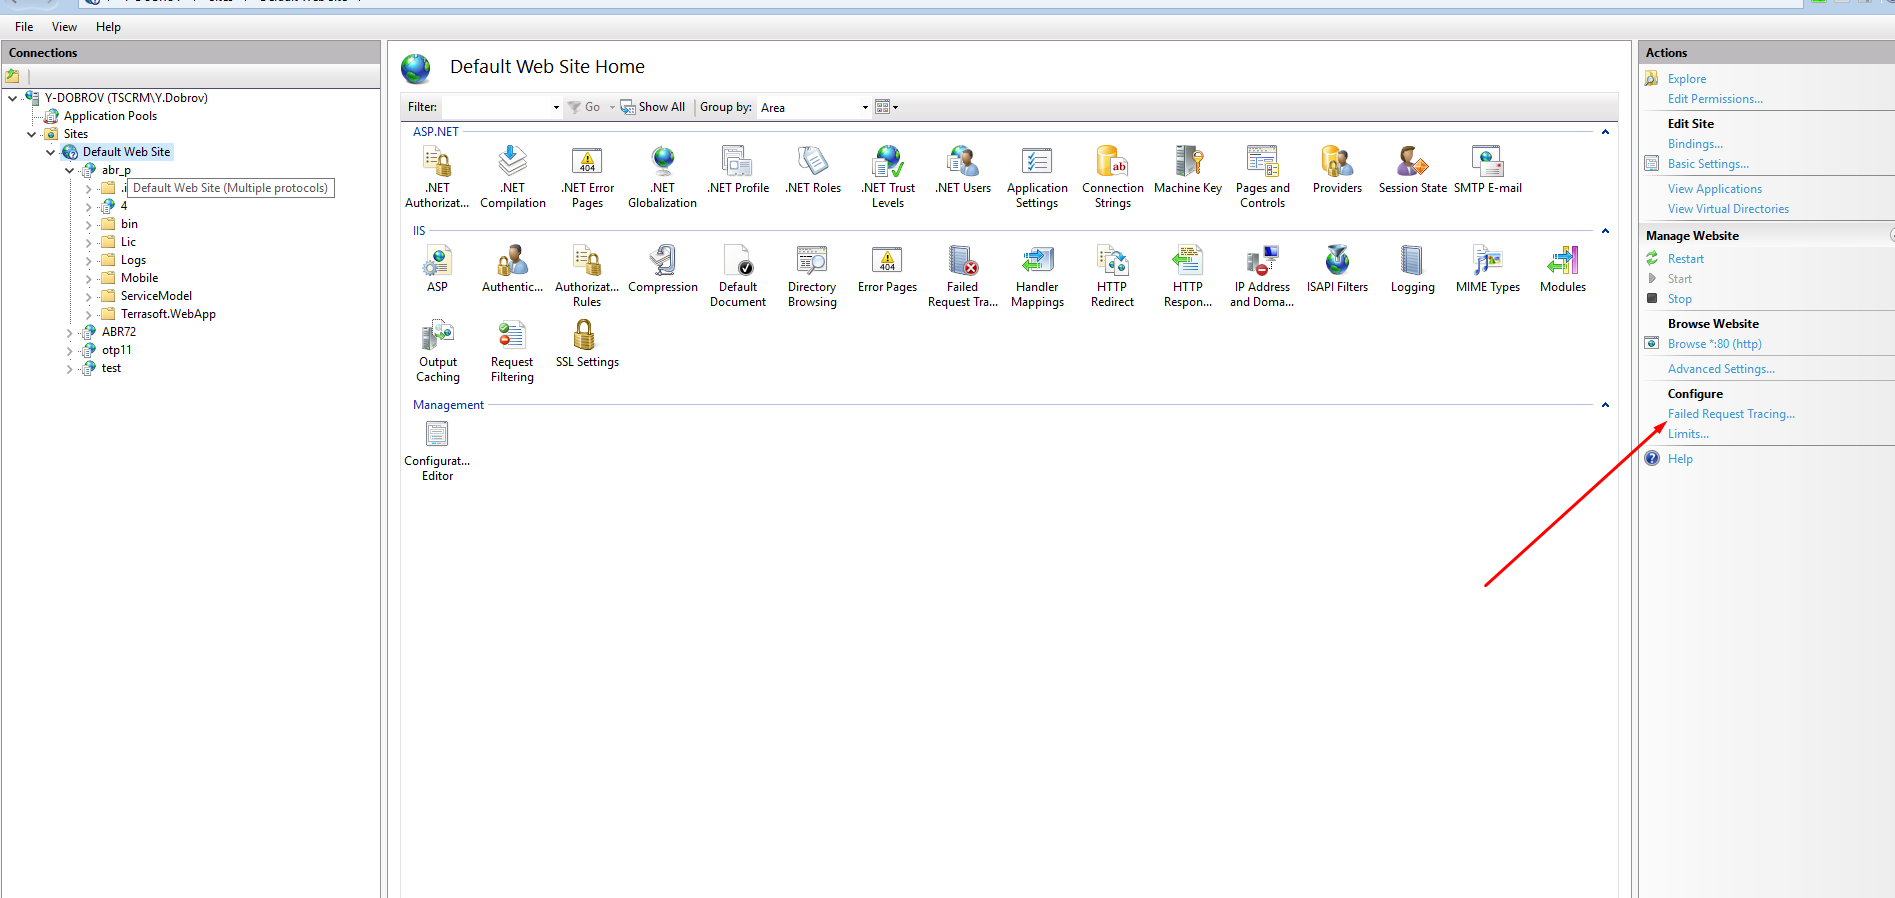 File View Help
Connections
Y-DOBROV (TSCRM\Y.Dobrov)
Application Pools
Sites
Default Web Site
abr_p
Default Web Site (Multiple protocols)
4
bin
Lic
Logs
Mobile
ServiceModel
Terrasoft.WebApp
ABR72
otp11
test
Default Web Site Home
Filter: Go Show All Group by: Area
ASP.NET
.NET Authorizat...
.NET Compilation
.NET Error Pages
.NET Globalization
.NET Profile
.NET Roles
.NET Trust Levels
.NET Users
Application Settings
Connection Strings
Machine Key
Pages and Controls
Providers
Session State
SMTP E-mail
IIS
ASP
Authentic...
Authorizat... Rules
Compression
Default Document
Directory Browsing
Error Pages
Failed Request Tra...
Handler Mappings
HTTP Redirect
HTTP Respon...
IP Address and Doma...
ISAPI Filters
Logging
MIME Types
Modules
Output Caching
Request Filtering
SSL Settings
Management
Configurat... Editor
Actions
Explore
Edit Permissions...
Edit Site
Bindings...
Basic Settings...
View Applications
View Virtual Directories
Manage Website
Restart
Start
Stop
Browse Website
Browse *:80 (http)
Advanced Settings...
Configure
Failed Request Tracing...
Limits...
Help